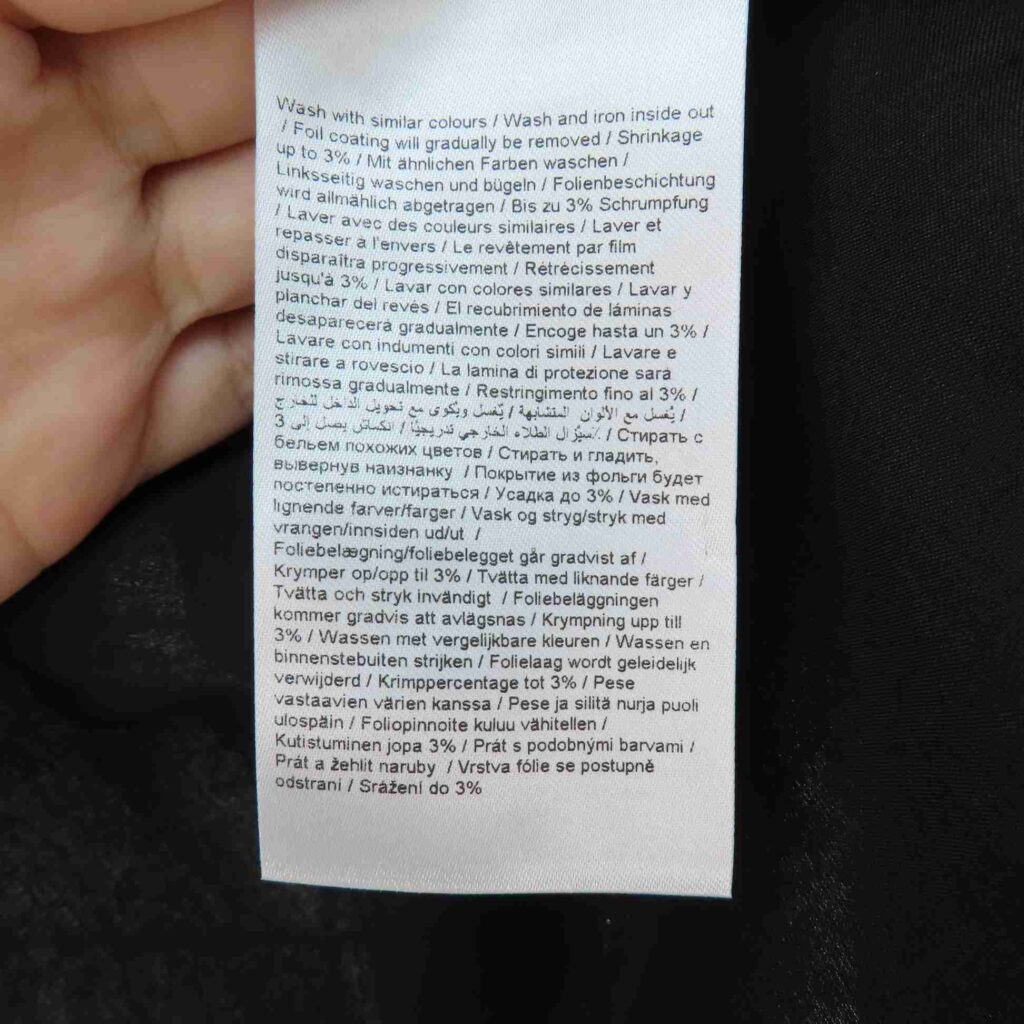 Wash with similar colours / Wash and iron inside out
/ Foil coating will gradually be removed / Shrinkage
up to 3% / Mit ähnlichen Farben waschen /
Linksseitig waschen und bügeln / Folienbeschichtung
wird allmählich abgetragen / Bis zu 3% Schrumpfung
/ Laver avec des couleurs similaires / Laver et
repasser à l'envers / Le revêtement par film
disparaîtra progressivement / Rétrécissement
jusqu'à 3% / Lavar con colores similares / Lavar y
planchar del revés / El recubrimiento de láminas
desaparecerá gradualmente / Encoge hasta un 3% /
Lavare con indumenti con colori simili / Lavare e
stirare a rovescio / La lamina di protezione sarà
rimossa gradualmente / Restringimento fino al 3% /
/ يُغسل مع الألوان المتشابهة / يُغسل ويُكوى مع تحويل الداخل للخارج
٪سيُزال الطلاء الخارجي تدريجيًا / انكماش يصل إلى 3 / Стирать с
бельем похожих цветов / Стирать и гладить,
вывернув наизнанку / Покрытие из фольги будет
постепенно истираться / Усадка до 3% / Vask med
lignende farver/farger / Vask og stryg/stryk med
vrangen/innsiden ud/ut /
Foliebelægning/foliebelegget går gradvist af /
Krymper op/opp til 3% / Tvätta med liknande färger /
Tvätta och stryk invändigt / Foliebeläggningen
kommer gradvis att avlägsnas / Krympning upp till
3% / Wassen met vergelijkbare kleuren / Wassen en
binnenstebuiten strijken / Folielaag wordt geleidelijk
verwijderd / Krimppercentage tot 3% / Pese
vastaavien värien kanssa / Pese ja silitä nurja puoli
ulospäin / Foliopinnoite kuluu vähitellen /
Kutistuminen jopa 3% / Prát s podobnými barvami /
Prát a žehlit naruby / Vrstva fólie se postupně
odstraní / Srážení do 3%